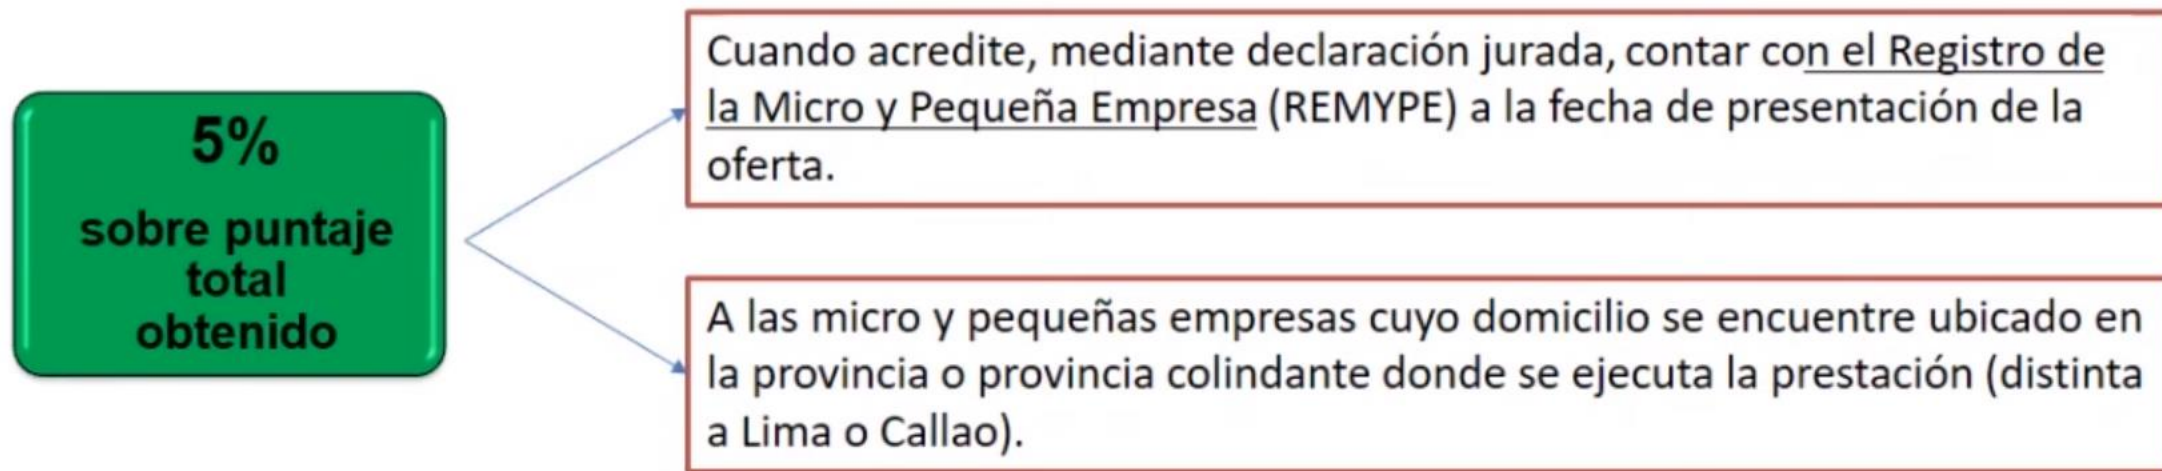 5%
sobre puntaje
total
obtenido
Cuando acredite, mediante declaración jurada, contar con el Registro de
la Micro y Pequeña Empresa (REMYPE) a la fecha de presentación de la
oferta.
A las micro y pequeñas empresas cuyo domicilio se encuentre ubicado en
la provincia o provincia colindante donde se ejecuta la prestación (distinta
a Lima o Callao).